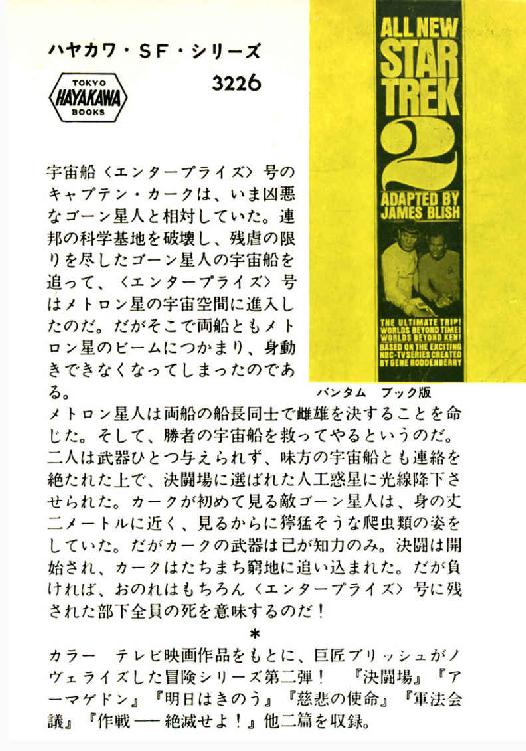 ハヤカワ・SF・シリーズ
3226
TOKYO
HAYAKAWA
BOOKS
ALL NEW
STAR
TREK
2
ADAPTED BY
JAMES BLISH
THE ULTIMATE TRIP!
WORLDS BEYOND TIME!
WORLDS BEYOND KEN!
BASED ON THE EXCITING
NBC-TV SERIES CREATED
BY GENE RODDENBERRY
バンタム ブック版
宇宙船〈エンタープライズ〉号の
キャプテン・カークは、いま凶悪
なゴーン星人と相対していた。連
邦の科学基地を破壊し、残虐の限
りを尽したゴーン星人の宇宙船を
追って、〈エンタープライズ〉号
はメトロン星の宇宙空間に進入し
たのだ。だがそこで両船ともメト
ロン星のビームにつかまり、身動
きできなくなってしまったのであ
る。
メトロン星人は両船の船長同士で雌雄を決することを命
じた。そして、勝者の宇宙船を救ってやるというのだ。
二人は武器ひとつ与えられず、味方の宇宙船とも連絡を
絶たれた上で、決闘場に選ばれた人工惑星に光線降下さ
せられた。カークが初めて見る敵ゴーン星人は、身の丈
二メートルに近く、見るからに獰猛そうな爬虫類の姿を
していた。だがカークの武器は己が知力のみ。決闘は開
始され、カークはたちまち窮地に追い込まれた。だが負
ければ、おのれはもちろん〈エンタープライズ〉号に残
された部下全員の死を意味するのだ！
*
カラー テレビ映画作品をもとに、巨匠ブリッシュがノ
ヴェライズした冒険シリーズ第二弾！ 『決闘場』『ア
ーマゲドン』『明日はきのう』『慈悲の使命』『軍法会
議』『作戦――絶滅せよ！』他二篇を収録。